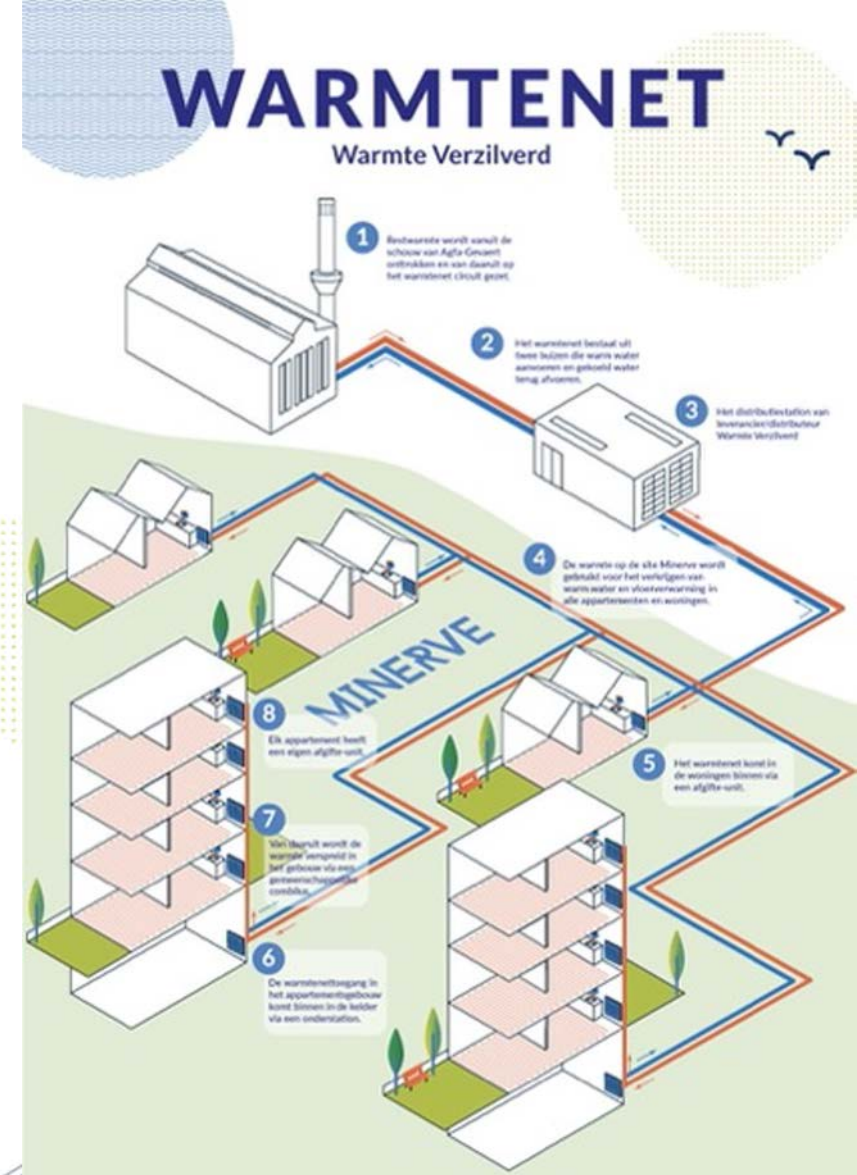 WARMTENET
Warmte Verzilverd
1
Restwarmte wordt vanuit de
schouw van Agfa-Gevaert
onttrokken en van daaruit op
het warmtenet circuit gezet.
2
Het warmtenet bestaat uit
twee buizen die warm water
aanvoeren en gekoeld water
terug afvoeren.
3
Het distributiestation van
leverancier/distributeur
Warmte Verzilverd
4
De warmte op de site Minerve wordt
gebruikt voor het verkrijgen van
warm water en vloerverwarming in
alle appartementen en woningen.
MINERVE
8
Elk appartement heeft
een eigen afgifte-unit.
5
Het warmtenet komt in
de woningen binnen via
een afgifte-unit.
7
Van daaruit wordt de
warmte verspreid in
het gebouw via een
gemeenschappelijke
combilus.
6
De warmtenettoegang in
het appartementsgebouw
komt binnen in de kelder
via een onderstation.